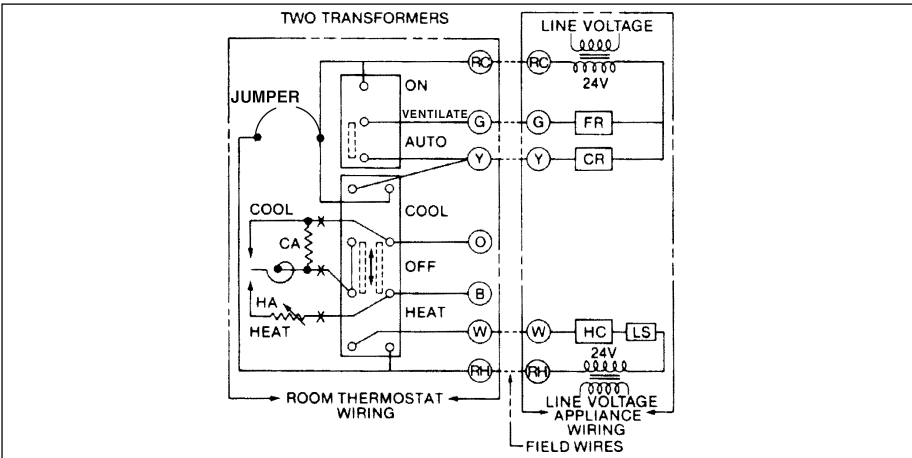 TWO TRANSFORMERS
LINE VOLTAGE
RC
RC
24V
ON
JUMPER
VENTILATE
G
G
FR
AUTO
Y
Y
CR
COOL
COOL
CA
O
OFF
B
HA
HEAT
HEAT
W
W
HC
LS
24V
RH
RH
ROOM THERMOSTAT
WIRING
LINE VOLTAGE
APPLIANCE
WIRING
FIELD WIRES